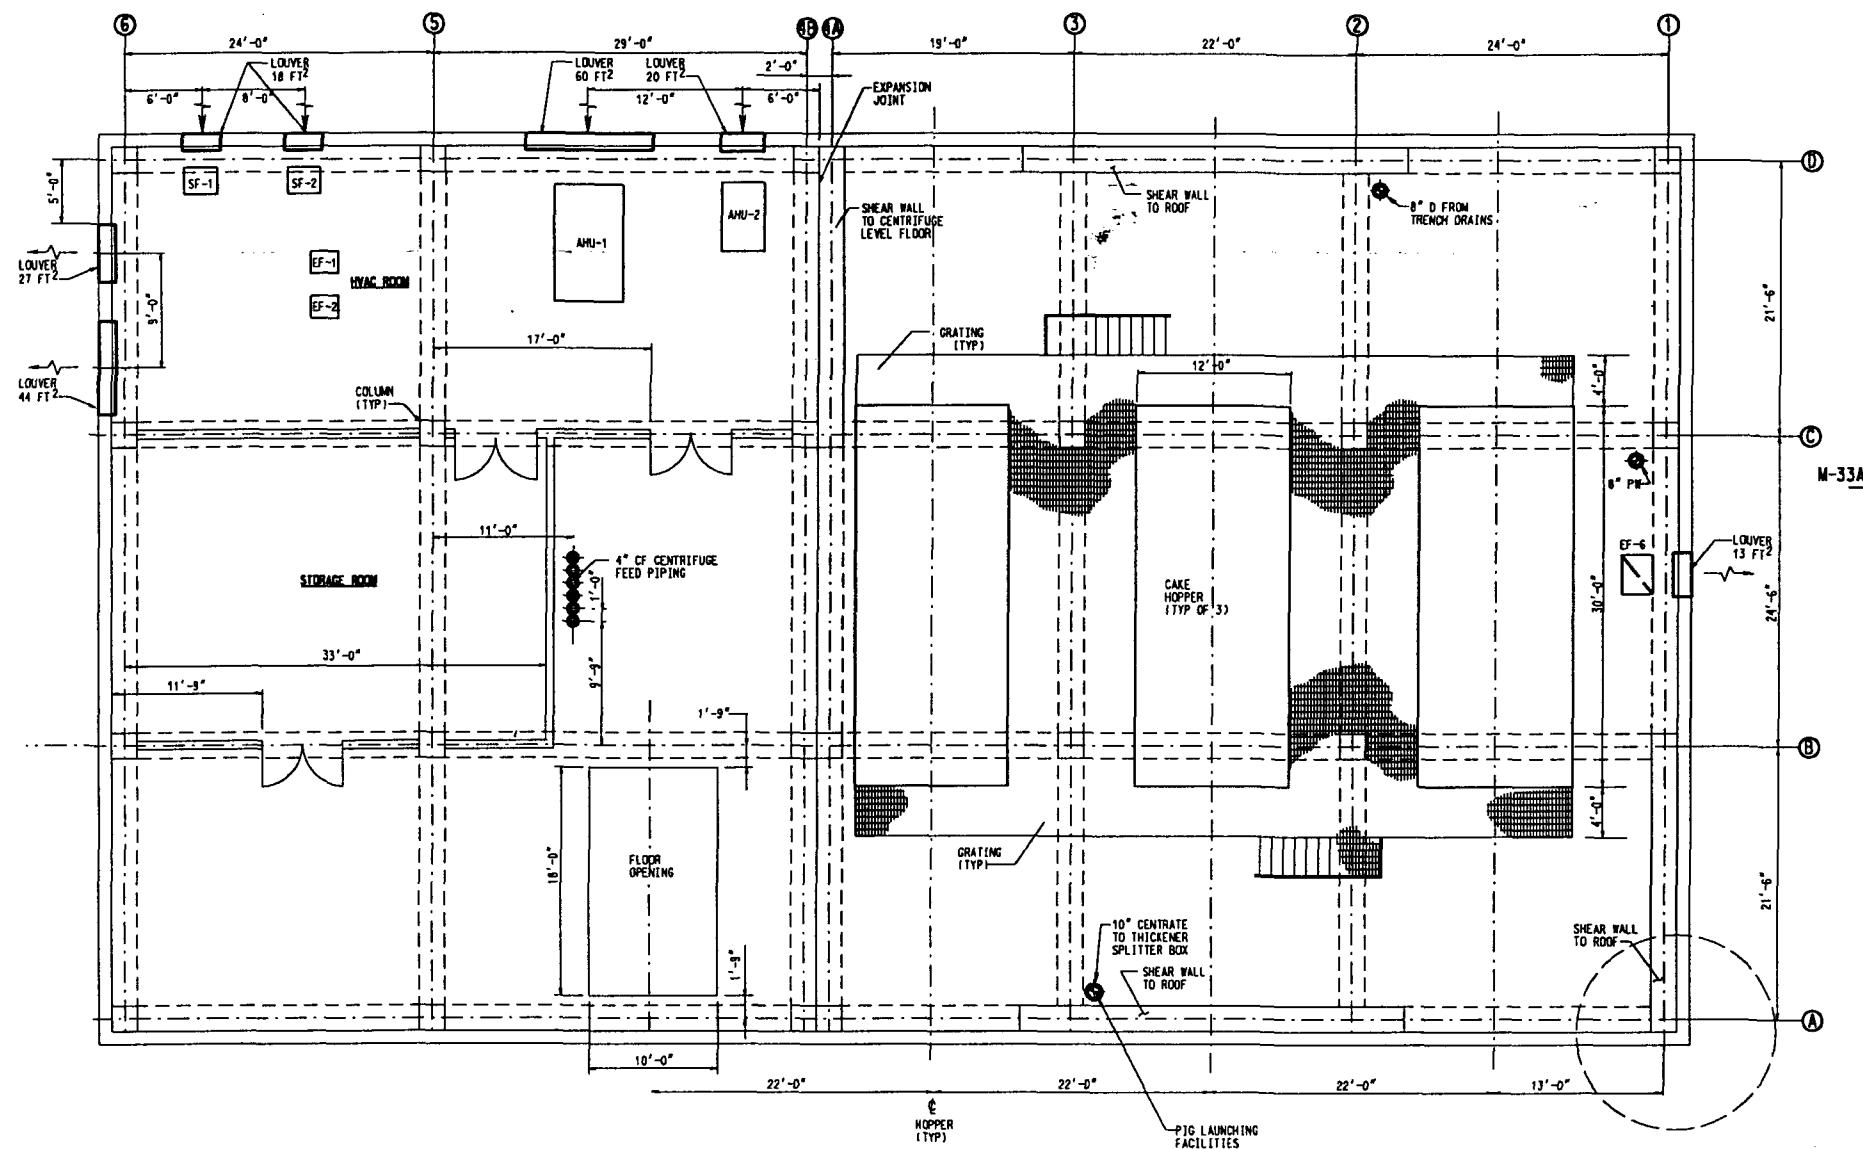 6
5
4B
4A
3
2
1
24'-0"
29'-0"
19'-0"
22'-0"
24'-0"
LOUVER
18 FT2
LOUVER
60 FT2
LOUVER
20 FT2
2'-0"
6'-0"
8'-0"
12'-0"
6'-0"
EXPANSION
JOINT
D
SF-1
SF-2
5'-0"
AHU-1
AHU-2
SHEAR WALL
TO CENTRIFUGE
LEVEL FLOOR
SHEAR WALL
TO ROOF
8" D FROM
TRENCH DRAINS
LOUVER
27 FT2
EF-1
HVAC ROOM
EF-2
9'-0"
21'-6"
17'-0"
GRATING
(TYP)
12'-0"
4'-0"
LOUVER
44 FT2
COLUMN
(TYP)
C
M-33A
11'-0"
4" CF CENTRIFUGE
FEED PIPING
1'-0"
STORAGE ROOM
CAKE
HOPPER
(TYP OF 3)
30'-0"
EF-6
LOUVER
13 FT2
24'-6"
33'-0"
9'-9"
11'-9"
1'-9"
B
4'-0"
18'-0"
FLOOR
OPENING
GRATING
(TYP)
21'-6"
10" CENTRATE
TO THICKENER
SPLITTER BOX
SHEAR WALL
TO ROOF
SHEAR WALL
TO ROOF
1'-9"
A
10'-0"
22'-0"
22'-0"
22'-0"
13'-0"
HOPPER
(TYP)
PIG LAUNCHING
FACILITIES